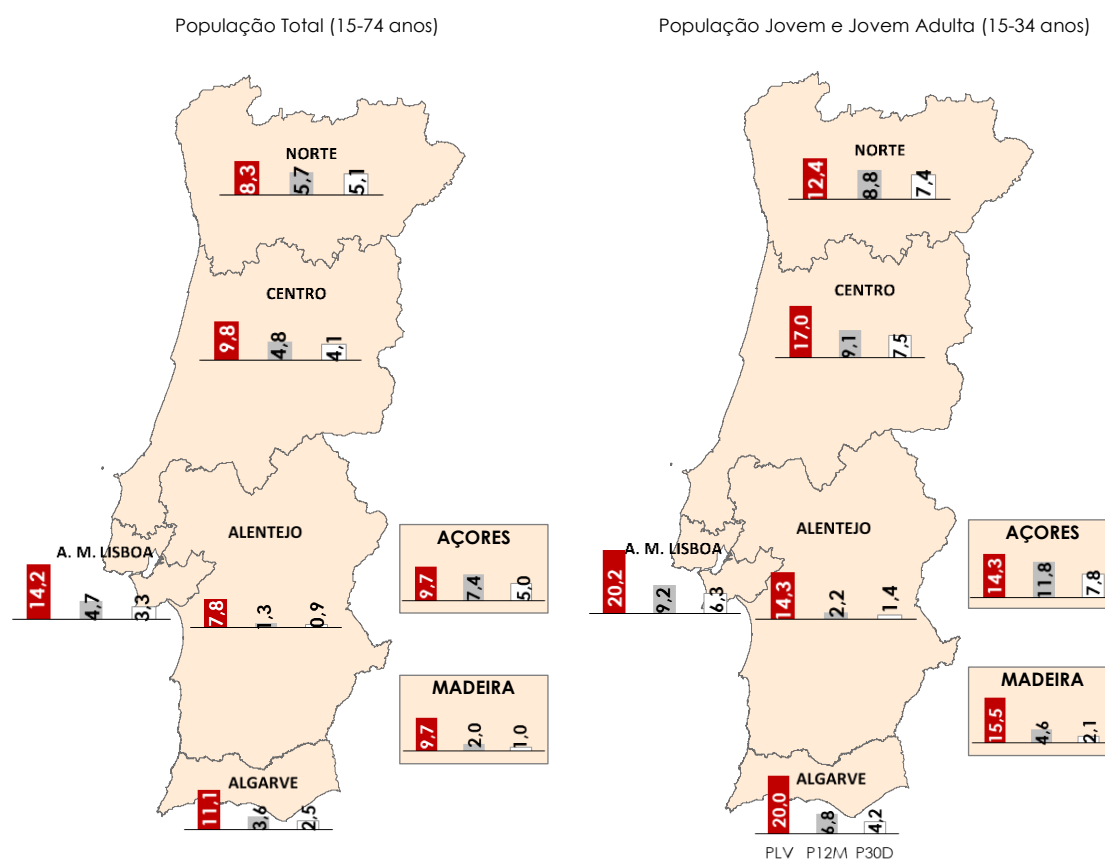 População Total (15-74 anos)
NORTE
8,3 5,7 5,1
CENTRO
9,8 4,8 4,1
A. M. LISBOA
14,2 4,7 3,3
ALENTEJO
7,8 1,3 0,9
AÇORES
9,7 7,4 5,0
MADEIRA
9,7 2,0 1,0
ALGARVE
11,1 3,6 2,5
População Jovem e Jovem Adulta (15-34 anos)
NORTE
12,4 8,8 7,4
CENTRO
17,0 9,1 7,5
A. M. LISBOA
20,2 9,2 6,3
ALENTEJO
14,3 2,2 1,4
AÇORES
14,3 11,8 7,8
MADEIRA
15,5 4,6 2,1
ALGARVE
20,0 6,8 4,2
PLV P12M P30D